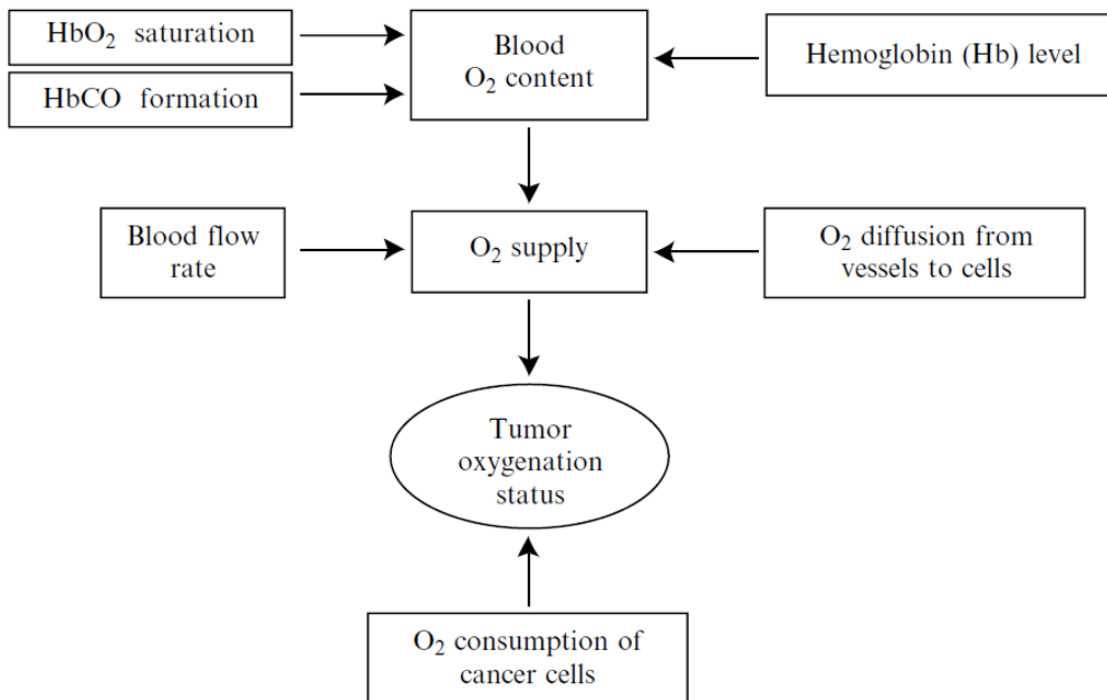 HbO₂ saturation
HbCO formation
Blood
O₂ content
Hemoglobin (Hb) level
Blood flow
rate
O₂ supply
O₂ diffusion from
vessels to cells
Tumor
oxygenation
status
O₂ consumption of
cancer cells